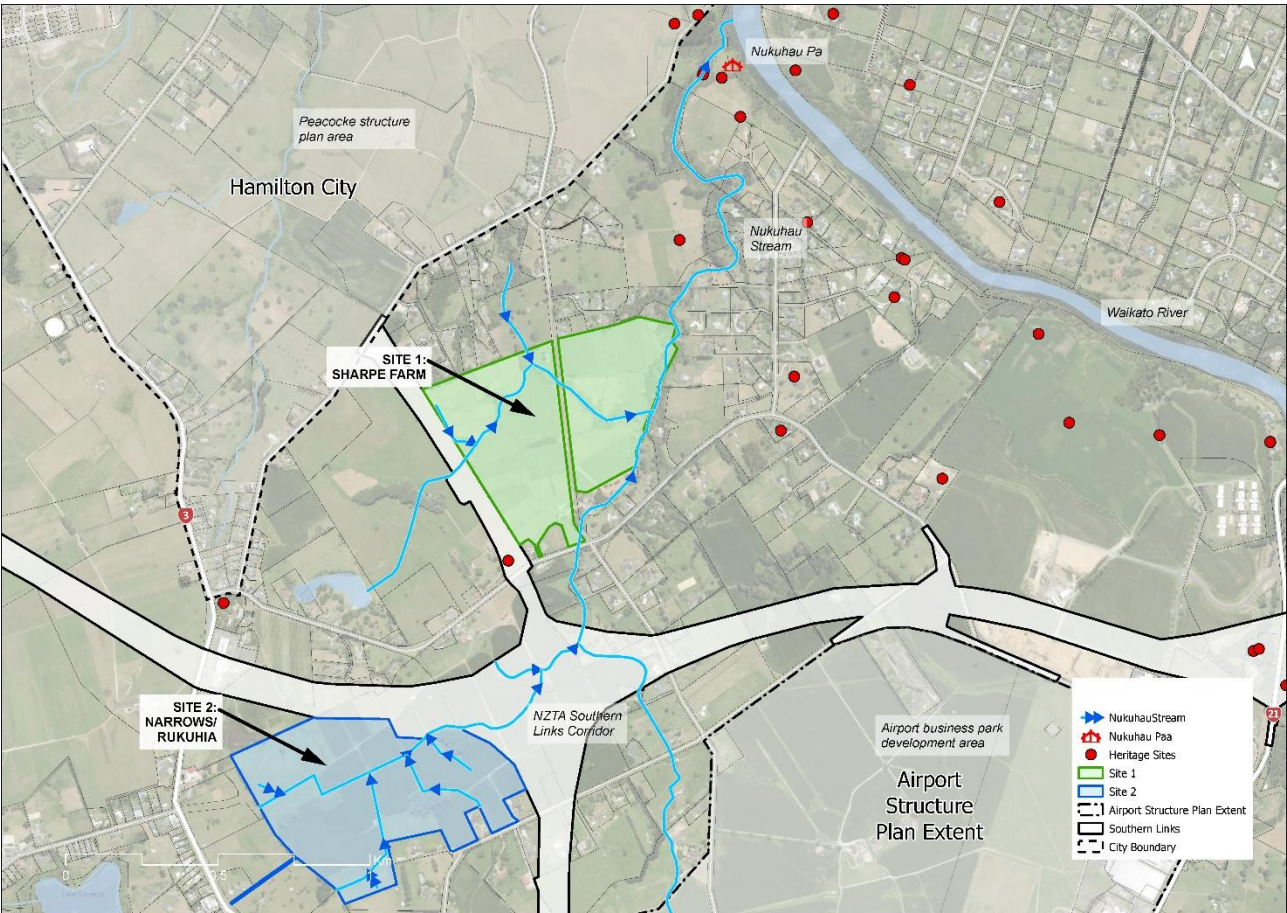 Nukuhau Pa
Peacocke structure
plan area
Hamilton City
Nukuhau
Stream
Waikato River
SITE 1:
SHARPE FARM
3
SITE 2:
NARROWS/
RUKUHIA
NZTA Southern
Links Corridor
Airport business park
development area
Airport
Structure
Plan Extent
21
NukuhauStream
Nukuhau Paa
Heritage Sites
Site 1
Site 2
Airport Structure Plan Extent
Southern Links
City Boundary
0
0.5
1 Km